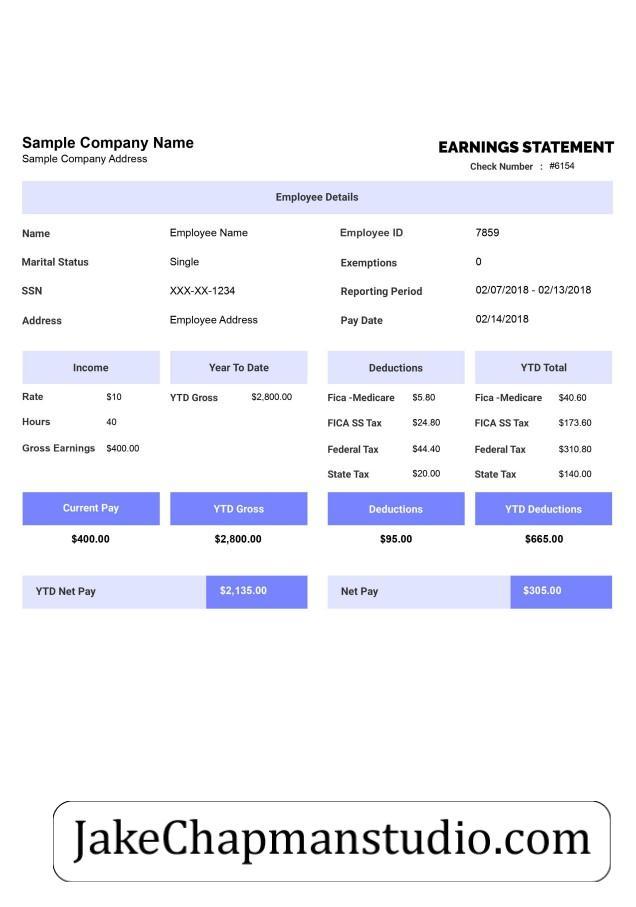 Sample Company Name
Sample Company Address
EARNINGS STATEMENT
Check Number : #6154
Employee Details
Name Employee Name Employee ID 7859
Marital Status Single Exemptions 0
SSN XXX-XX-1234 Reporting Period 02/07/2018 - 02/13/2018
Address Employee Address Pay Date 02/14/2018
Income Year To Date Deductions YTD Total
Rate $10 YTD Gross $2,800.00 Fica -Medicare $5.80 Fica -Medicare $40.60
Hours 40 FICA SS Tax $24.80 FICA SS Tax $173.60
Gross Earnings $400.00 Federal Tax $44.40 Federal Tax $310.80
State Tax $20.00 State Tax $140.00
Current Pay YTD Gross Deductions YTD Deductions
$400.00 $2,800.00 $95.00 $665.00
YTD Net Pay $2,135.00 Net Pay $305.00
JakeChapmanstudio.com